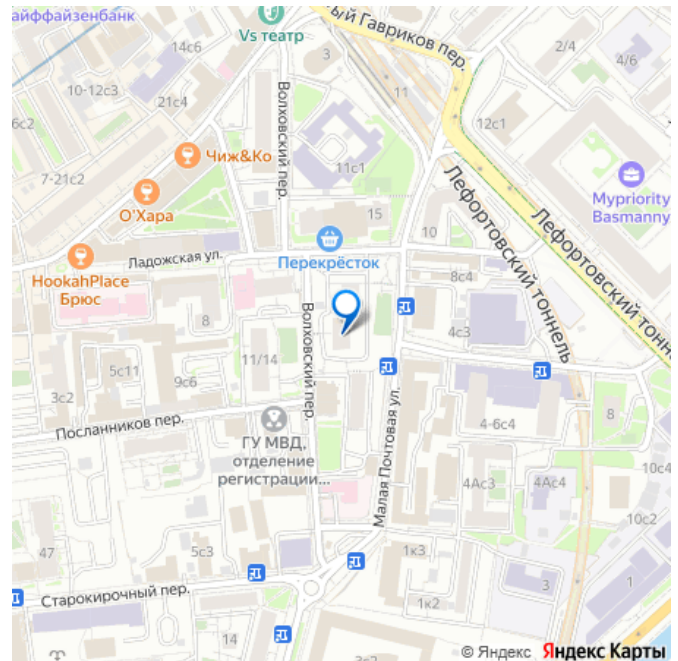 айффайзенбанк
Vs театр
ый Гавриков пер.
14с6
3
2/4
4/6
10-12с3
21с4
11
12с1
6с2
Волховский пер.
Чиж&Ко
11с1
7-21с2
Mypriority
Basmanny
О'Хара
15
10
Лефортовский тоннель
Лефортовский тонн
Ладожская ул.
Перекрёсток
HookahPlace
Брюс
8с4
8
4с3
Волховский пер.
11/14
5с11
9с6
3с2
Посланников пер.
ГУ МВД,
отделение
регистрации...
Малая Почтовая ул.
4-6с4
8
4Ас3
4Ас4
10с4
10с2
47
5с3
1к3
3
1
Старокирочный пер.
1к2
14
© Яндекс Яндекс Карты